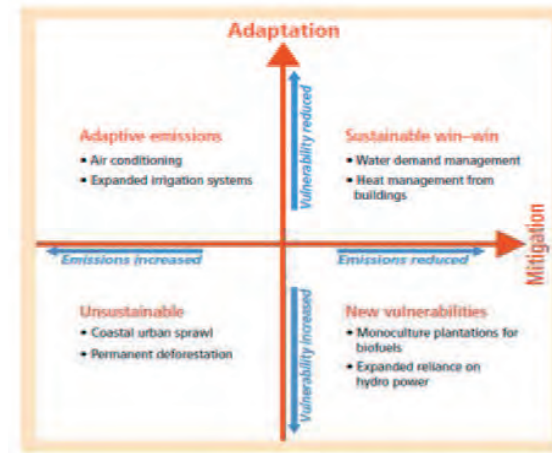 Adaptation
Vulnerability reduced
Adaptive emissions
• Air conditioning
• Expanded irrigation systems
Sustainable win–win
• Water demand management
• Heat management from
buildings
Mitigation
Emissions increased
Emissions reduced
Unsustainable
• Coastal urban sprawl
• Permanent deforestation
Vulnerability increased
New vulnerabilities
• Monoculture plantations for
biofuels
• Expanded reliance on
hydro power